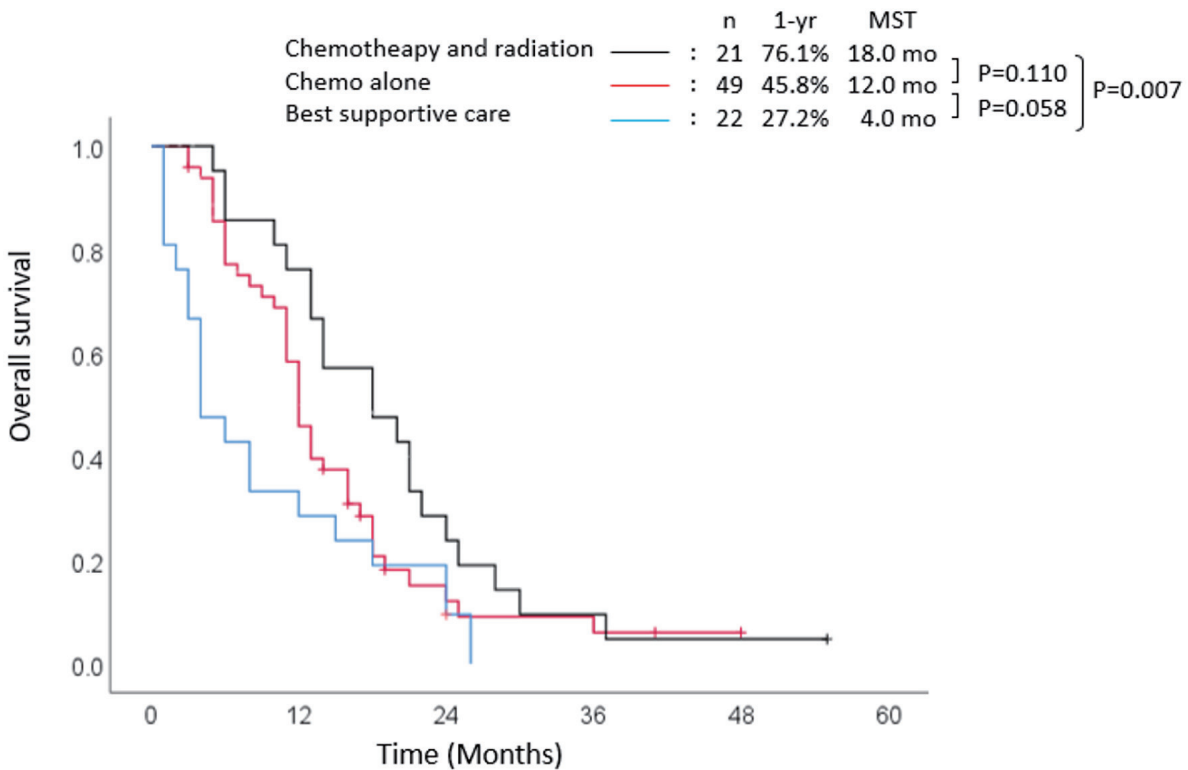 n 1-yr MST
Chemotheapy and radiation : 21 76.1% 18.0 mo
Chemo alone : 49 45.8% 12.0 mo
Best supportive care : 22 27.2% 4.0 mo
P=0.110
P=0.058
P=0.007
Overall survival
1.0
0.8
0.6
0.4
0.2
0.0
0 12 24 36 48 60
Time (Months)